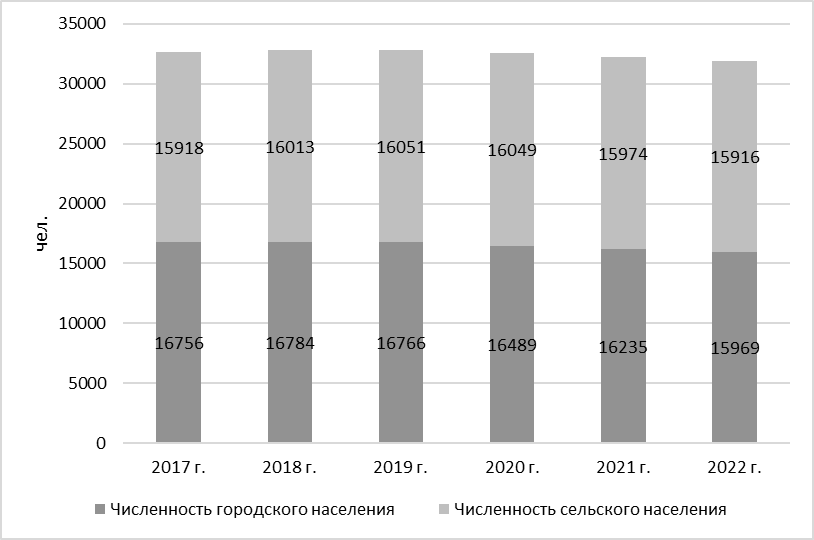 35000
30000
25000
20000
15000
10000
5000
0
чел.
15918 16013 16051 16049 15974 15916
16756 16784 16766 16489 16235 15969
2017 г. 2018 г. 2019 г. 2020 г. 2021 г. 2022 г.
Численность городского населения Численность сельского населения